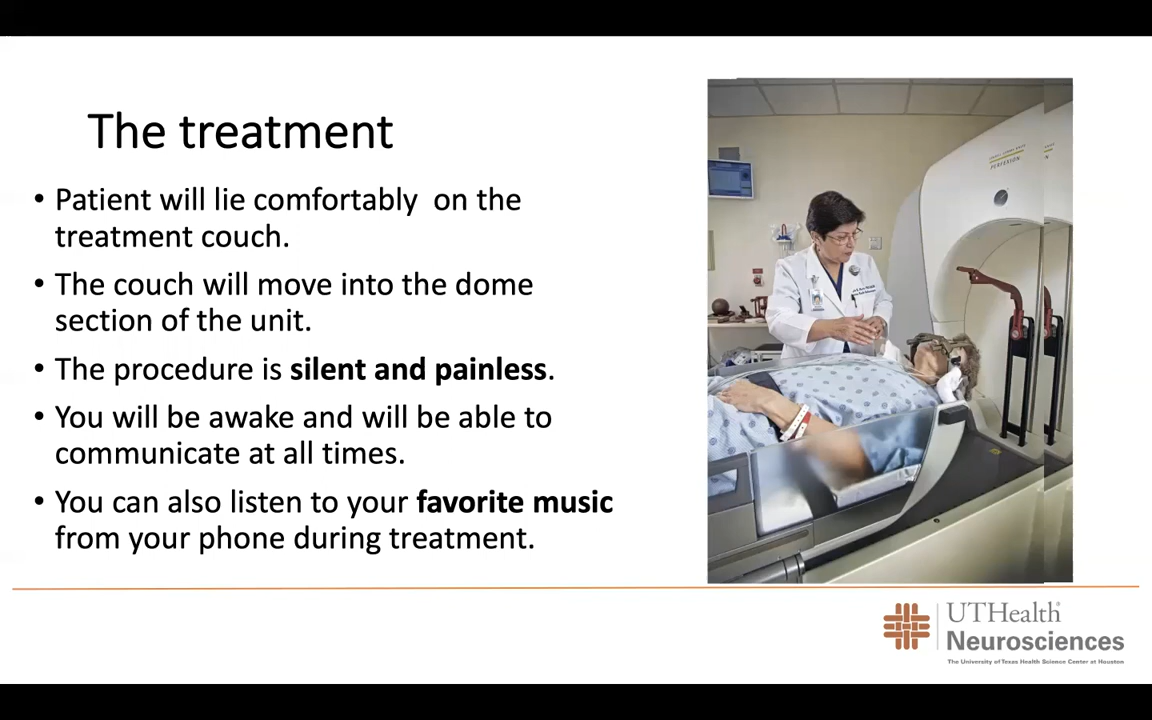 The treatment
• Patient will lie comfortably  on the
treatment couch.
• The couch will move into the dome
section of the unit.
• The procedure is silent and painless.
• You will be awake and will be able to
communicate at all times.
• You can also listen to your favorite music
from your phone during treatment.
PERFEXION
UTHealth
Neurosciences
The University of Texas Health Science Center at Houston